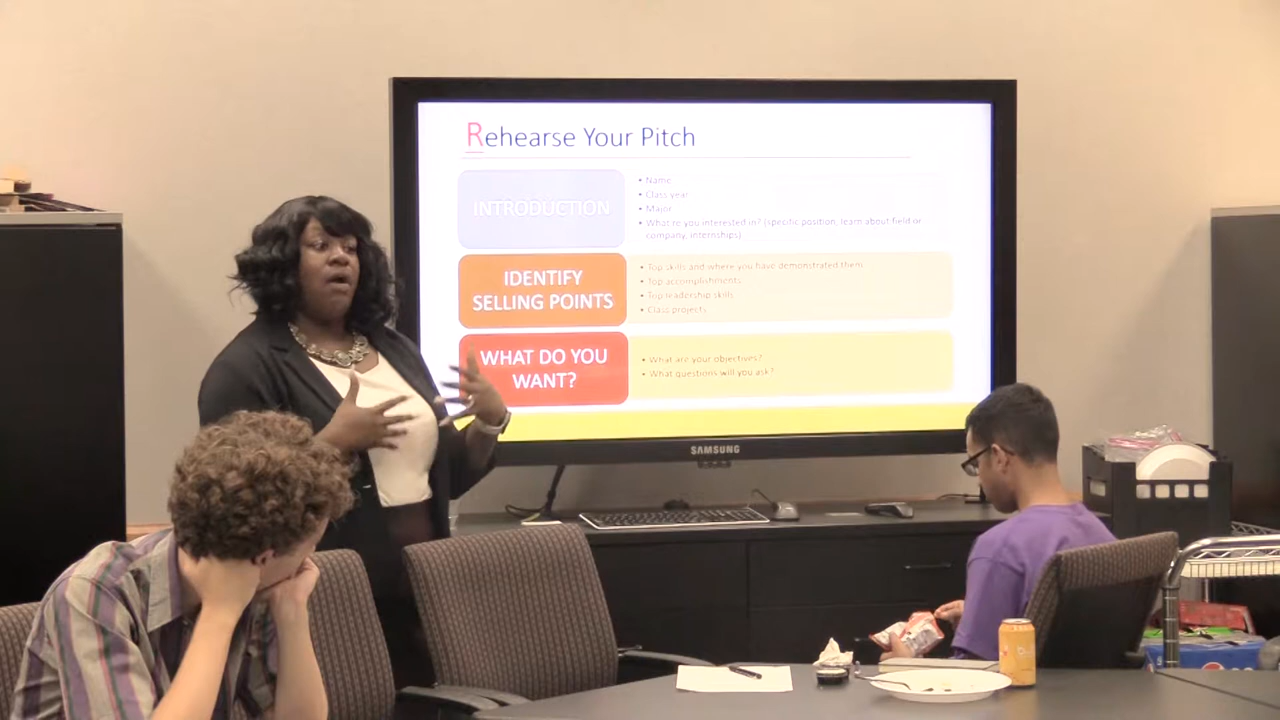 Rehearse Your Pitch
INTRODUCTION
• Name
• Class year
• Major
• What re you interested in? (specific position, learn about field or
company, internships)
IDENTIFY
SELLING POINTS
• Top skills and where you have demonstrated them
• Top accomplishments
• Top leadership skills
• Class projects
WHAT DO YOU
WANT?
• What are your objectives?
• What questions will you ask?
SAMSUNG